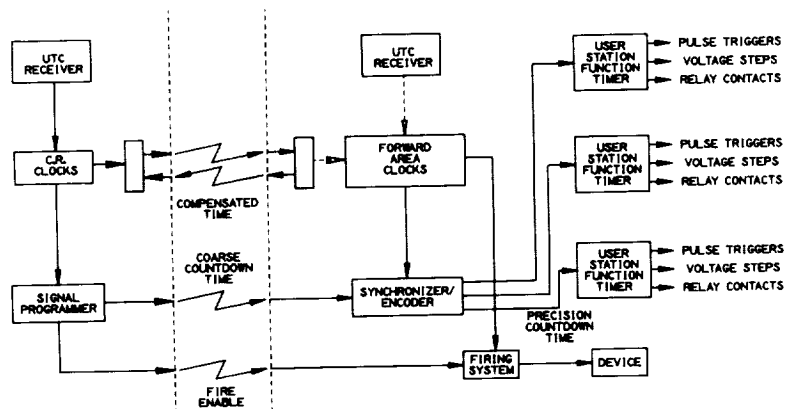 UTC
RECEIVER
UTC
RECEIVER
USER
STATION
FUNCTION
TIMER
PULSE TRIGGERS
VOLTAGE STEPS
RELAY CONTACTS
C.R.
CLOCKS
COMPENSATED
TIME
FORWARD
AREA
CLOCKS
USER
STATION
FUNCTION
TIMER
PULSE TRIGGERS
VOLTAGE STEPS
RELAY CONTACTS
SIGNAL
PROGRAMMER
COARSE
COUNTDOWN
TIME
SYNCHRONIZER/
ENCODER
USER
STATION
FUNCTION
TIMER
PULSE TRIGGERS
VOLTAGE STEPS
RELAY CONTACTS
PRECISION
COUNTDOWN
TIME
FIRE
ENABLE
FIRING
SYSTEM
DEVICE